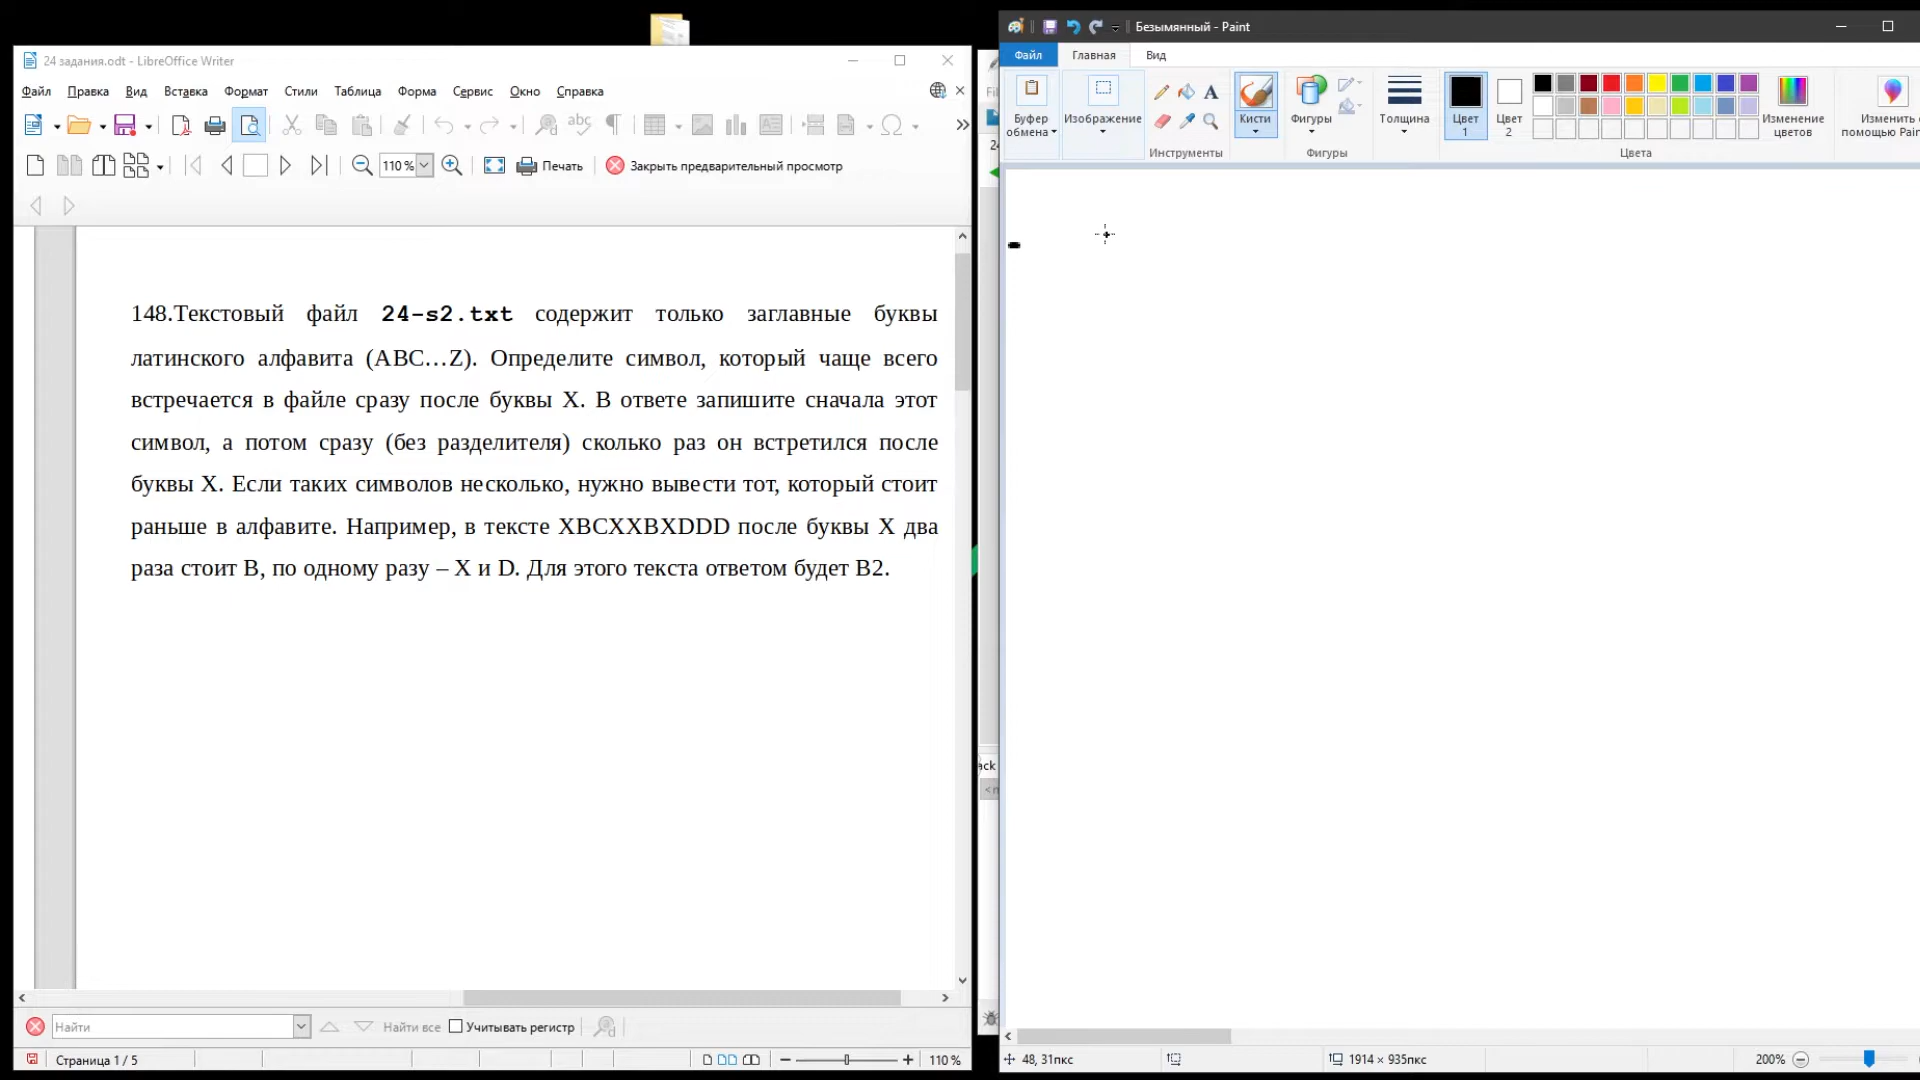 24 задания.odt - LibreOffice Writer
Файл Правка Вид Вставка Формат Стили Таблица Форма Сервис Окно Справка
110 %
Печать
Закрыть предварительный просмотр
148.Текстовый файл 24-s2.txt содержит только заглавные буквы
латинского алфавита (ABC…Z). Определите символ, который чаще всего
встречается в файле сразу после буквы X. В ответе запишите сначала этот
символ, а потом сразу (без разделителя) сколько раз он встретился после
буквы X. Если таких символов несколько, нужно вывести тот, который стоит
раньше в алфавите. Например, в тексте XBCXXBXDDD после буквы X два
раза стоит B, по одному разу – X и D. Для этого текста ответом будет B2.
Найти
Найти все
Учитывать регистр
Страница 1 / 5
110 %
Безымянный - Paint
Файл Главная Вид
Буфер
обмена
Изображение
Инструменты
Кисти
Фигуры
Фигуры
Толщина
Цвет
1
Цвет
2
Изменение
цветов
Цвета
Изменить с
помощью Pain
48, 31пкс
1914 × 935пкс
200%